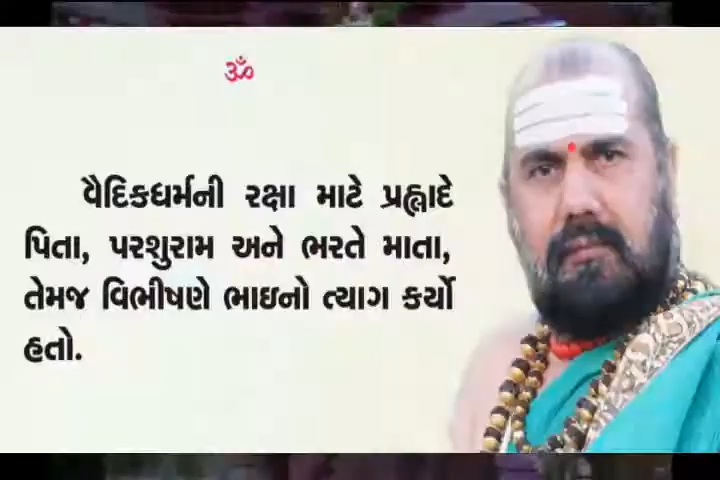 ૐ
વૈદિકધર્મની રક્ષા માટે પ્રહ્લાદે
પિતા, પરશુરામ અને ભરતે માતા,
તેમજ વિભીષણે ભાઇનો ત્યાગ કર્યો
હતો.